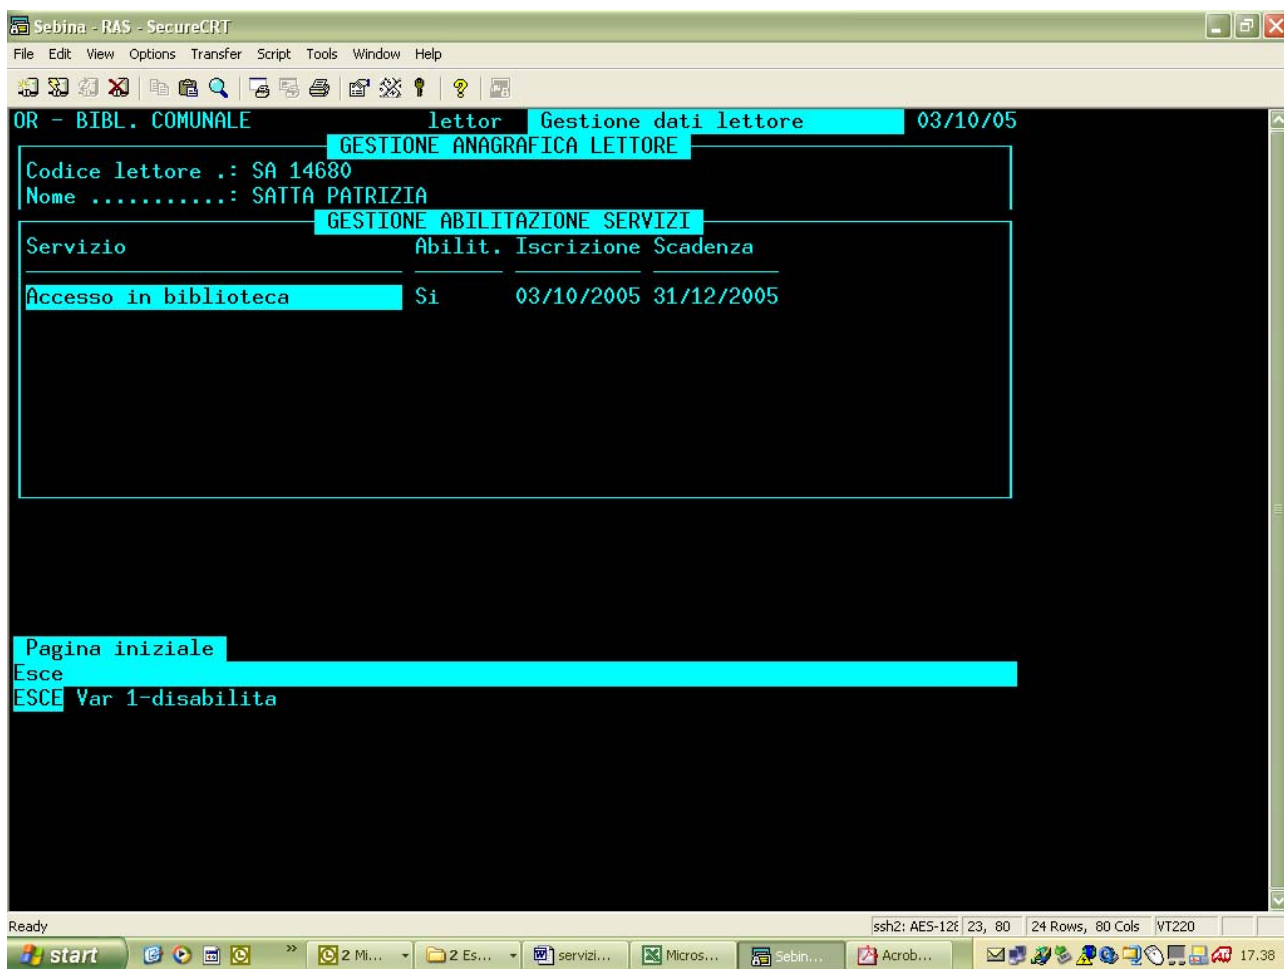 Sebina - RAS - SecureCRT
File Edit View Options Transfer Script Tools Window Help
OR - BIBL. COMUNALE lettor Gestione dati lettore 03/10/05
GESTIONE ANAGRAFICA LETTORE
Codice lettore .: SA 14680
Nome ...........: SATTA PATRIZIA
GESTIONE ABILITAZIONE SERVIZI
Servizio Abilit. Iscrizione Scadenza
Accesso in biblioteca Si 03/10/2005 31/12/2005
Pagina iniziale
Esce
ESCE Var 1-disabilita
Ready ssh2: AES-128 23, 80 24 Rows, 80 Cols VT220
start 2 Mi... 2 Es... servizi... Micros... Sebin... Acrob... 17.38